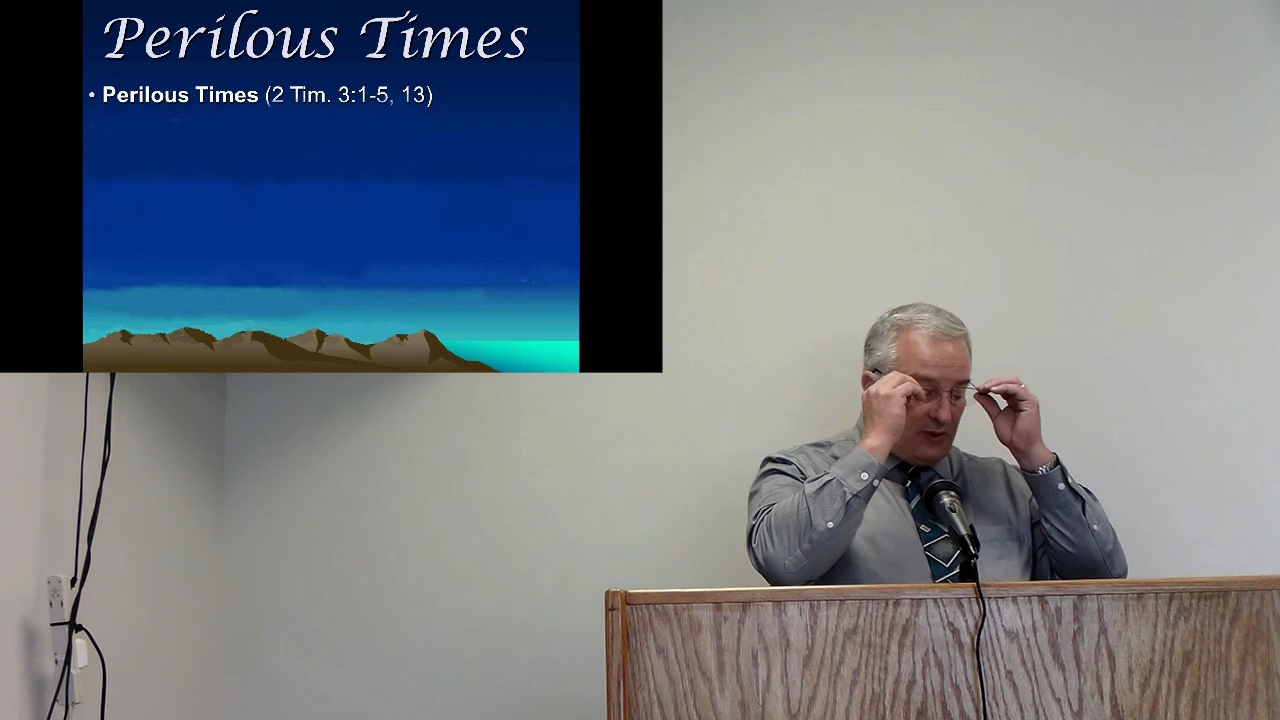 Perilous Times
• Perilous Times (2 Tim. 3:1-5, 13)